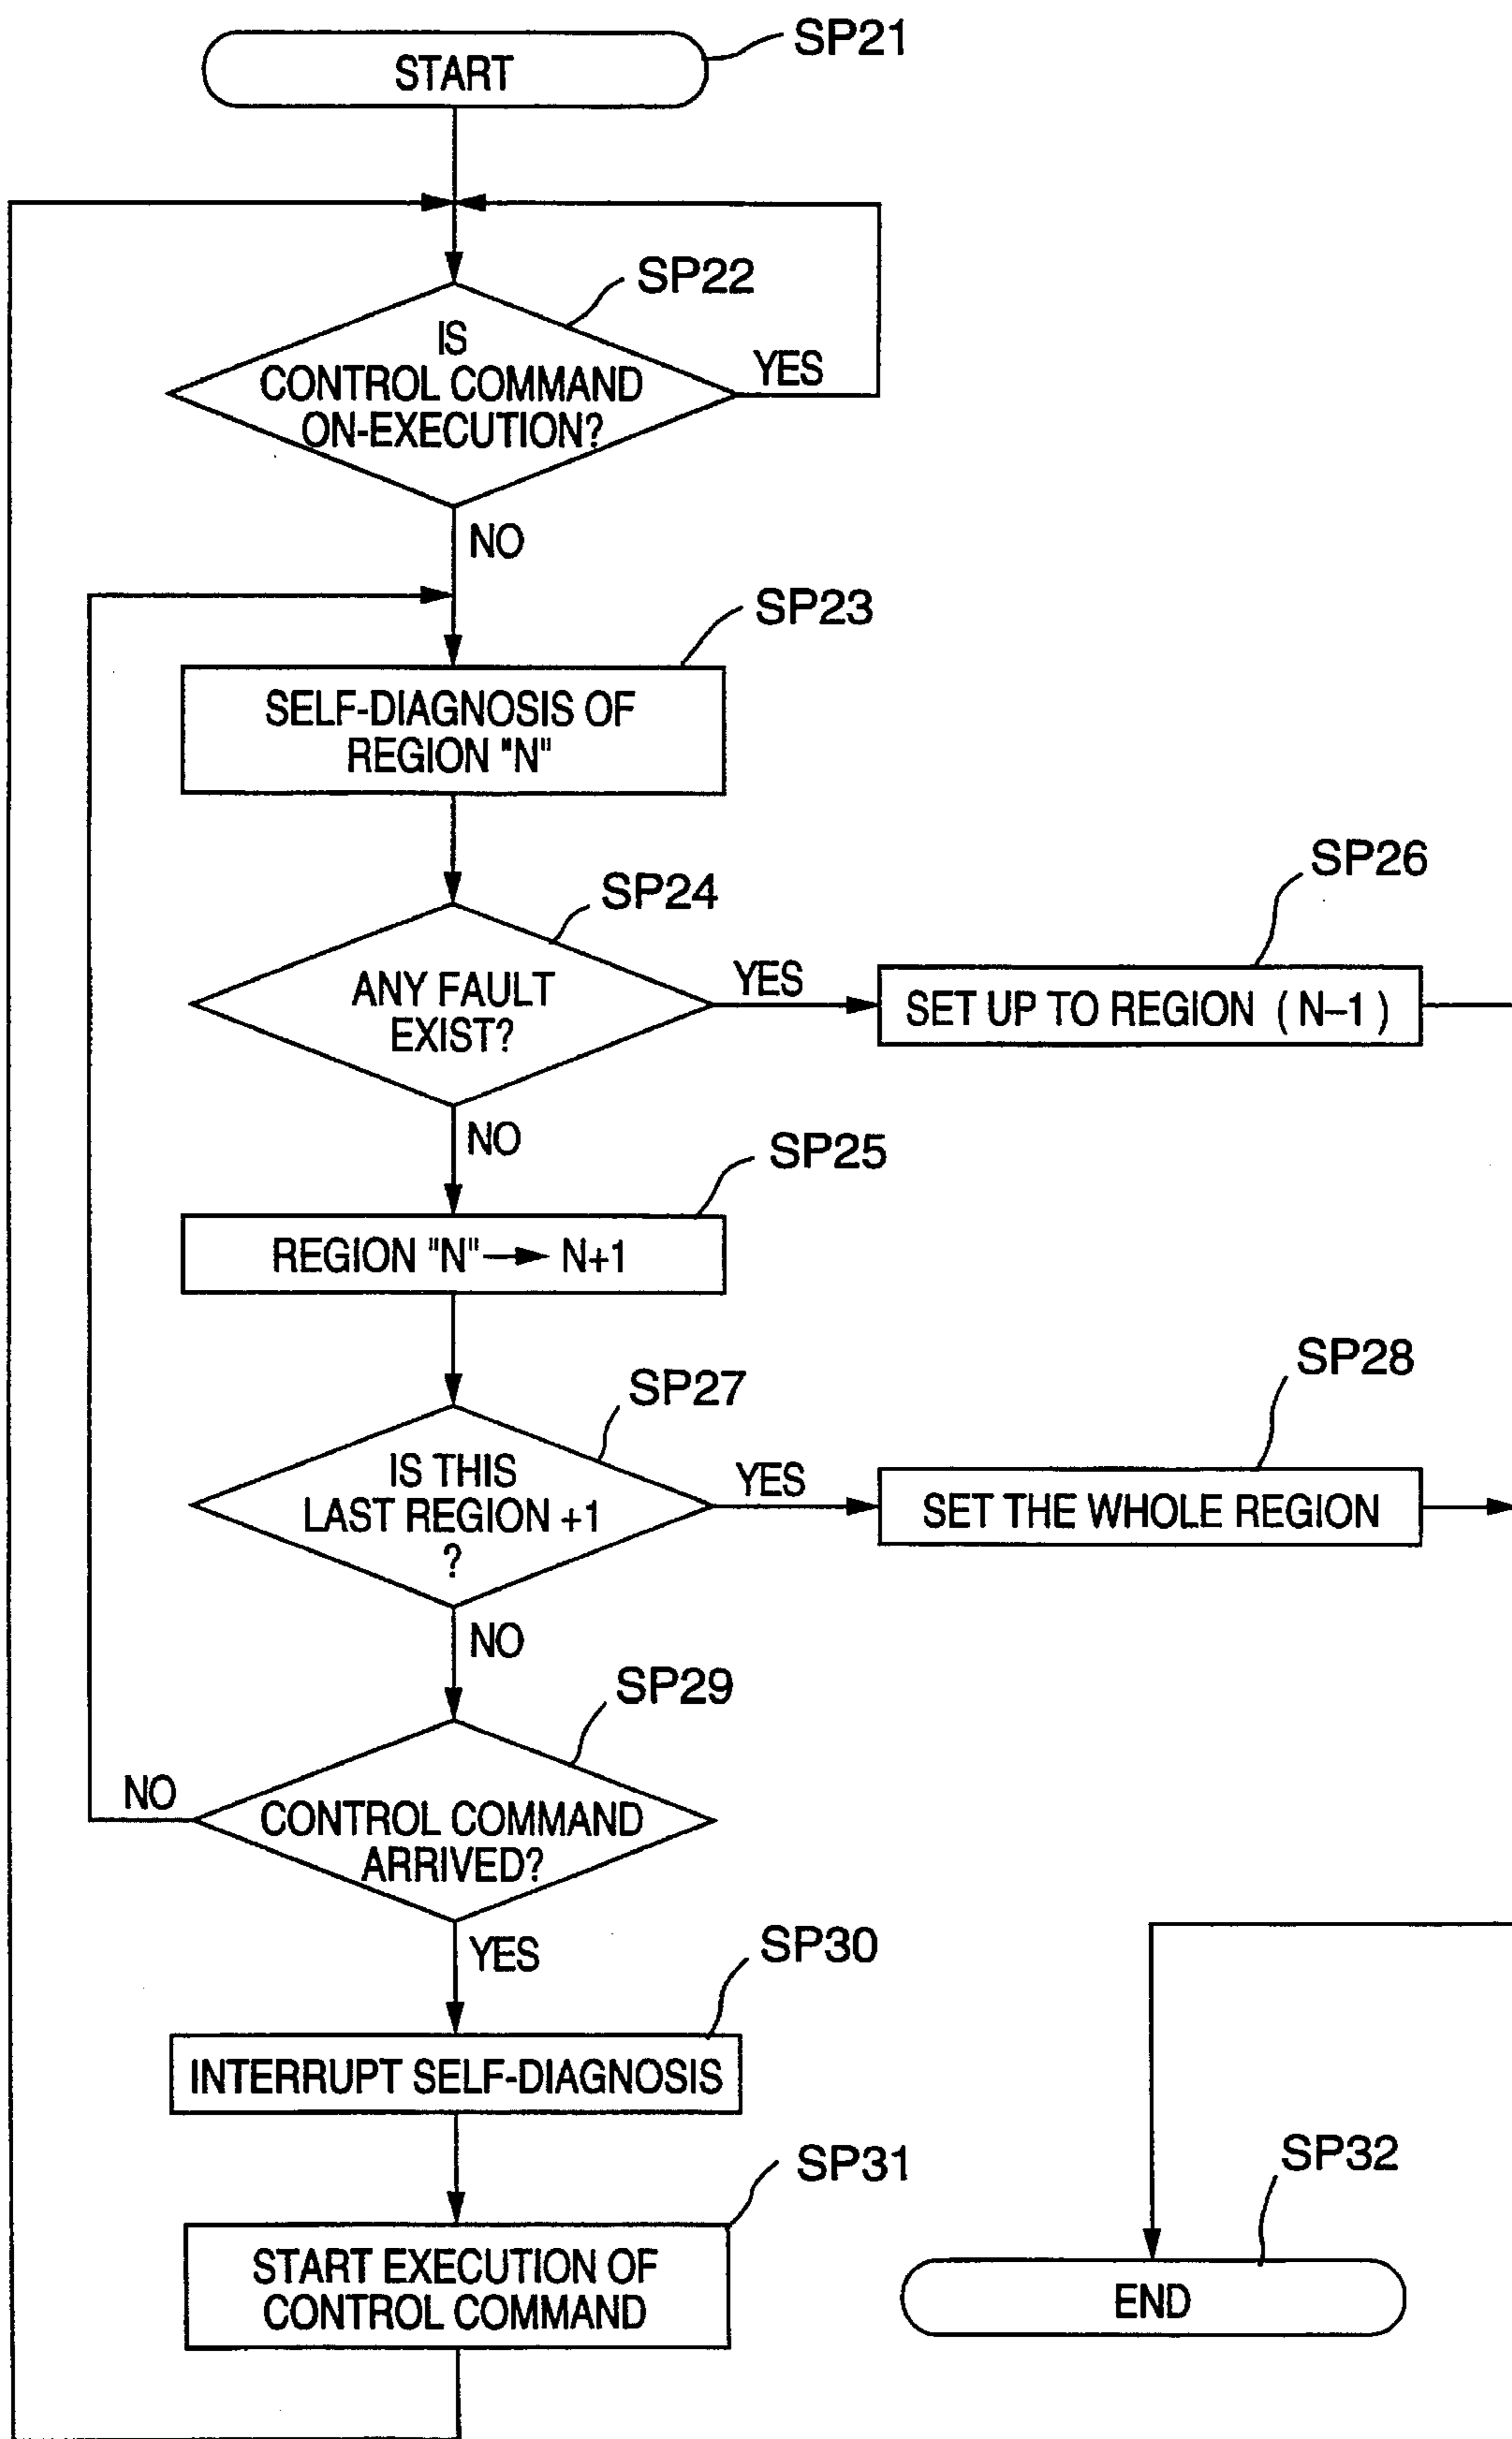 SP21
START
SP22
IS
CONTROL COMMAND
ON-EXECUTION?
YES
NO
SP23
SELF-DIAGNOSIS OF
REGION "N"
SP24
ANY FAULT
EXIST?
YES
SP26
SET UP TO REGION ( N–1 )
NO
SP25
REGION "N" → N+1
SP27
IS THIS
LAST REGION +1
?
YES
SP28
SET THE WHOLE REGION
NO
SP29
CONTROL COMMAND
ARRIVED?
NO
YES
SP30
INTERRUPT SELF-DIAGNOSIS
SP31
START EXECUTION OF
CONTROL COMMAND
SP32
END